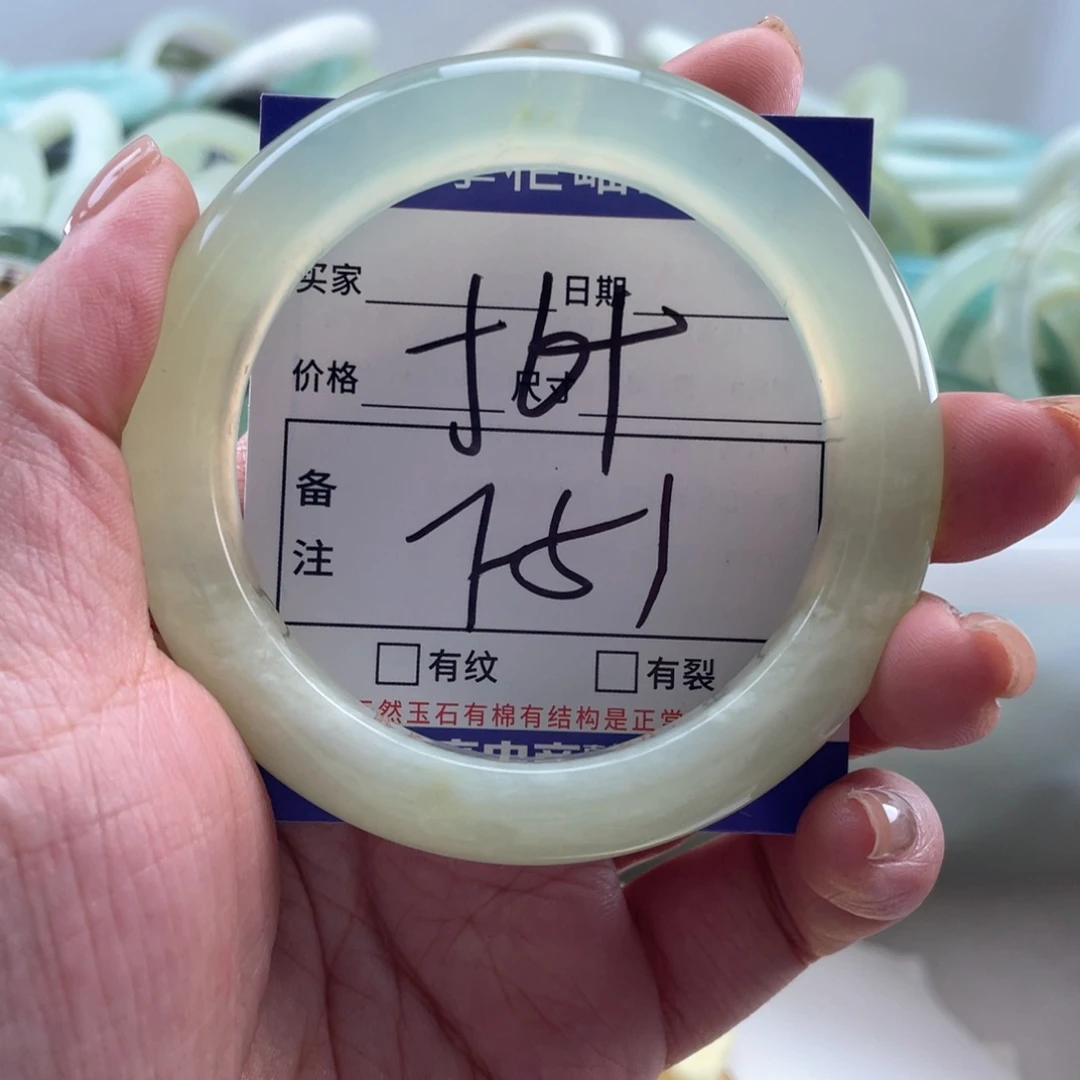 买家 日期
价格 尺寸
备注
751
有纹 有裂
然玉石有棉有结构是正常